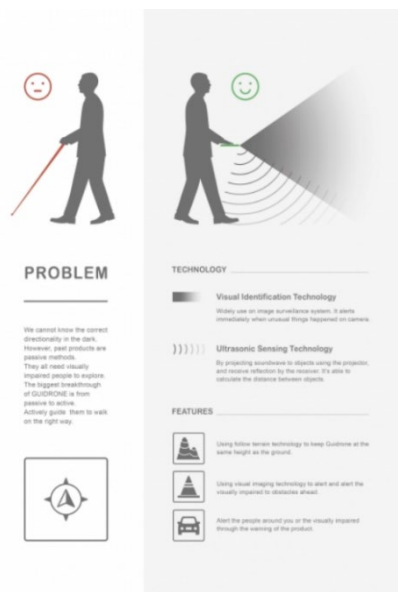 PROBLEM
We cannot know the correct
directionality in the dark.
However, past products are
passive methods.
They all need visually
impaired people to explore.
The biggest breakthrough
of GUIDRONE is from
passive to active.
Actively guide them to walk
on the right way.
TECHNOLOGY
Visual Identification Technology
Widely use on image surveillance system. It alerts
immediately when unusual things happened on camera.
Ultrasonic Sensing Technology
By projecting soundwave to objects using the projector,
and receive reflection by the receiver. It's able to
calculate the distance between objects
FEATURES
Using follow terrain technology to keep Guidrone at the
same height as the ground.
Using visual imaging technology to alert and alert the
visually impaired to obstacles ahead.
Alert the people around you or the visually impaired
through the warning of the product.